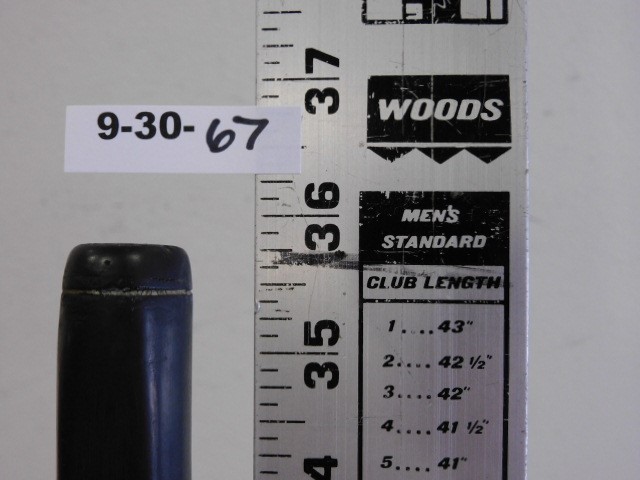 37
WOODS
9-30-67
36
MEN'S
STANDARD
CLUB LENGTH
1....43"
35
2....42 ½"
3....42"
4....41 ½"
5....41"